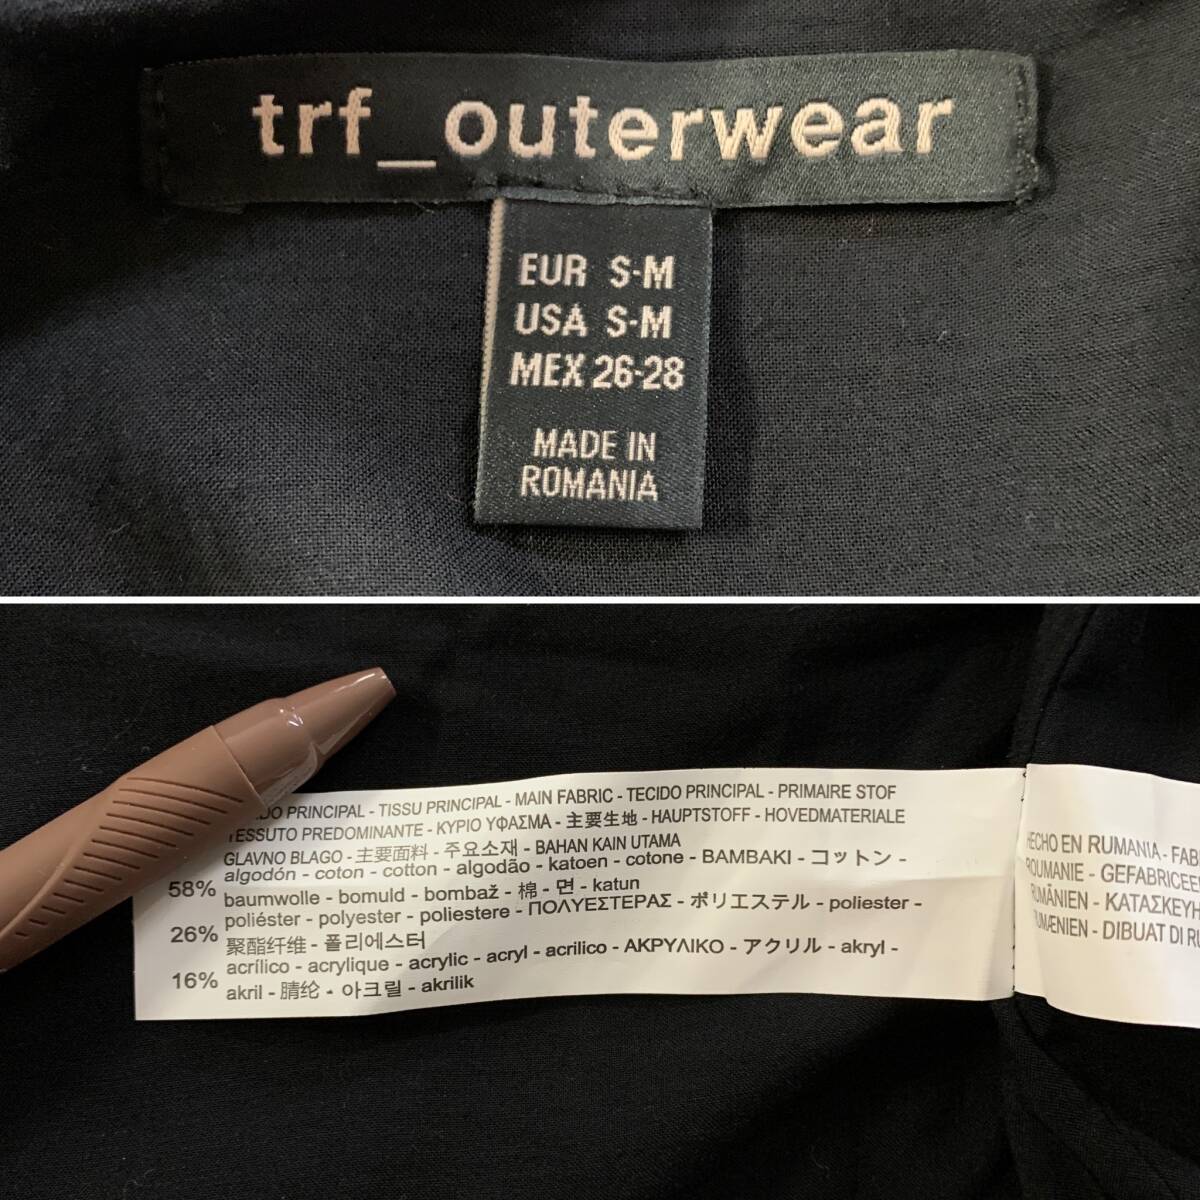 trf_outerwear
EUR S-M
USA S-M
MEX 26-28
MADE IN
ROMANIA
PRINCIPAL - TISSU PRINCIPAL - MAIN FABRIC - TECIDO PRINCIPAL - PRIMAIRE STOF
TESSUTO PREDOMINANTE - ΚΥΡΙΟ ΥΦΑΣΜΑ - 主要生地 - HAUPTSTOFF - HOVEDMATERIALE
GLAVNO BLAGO - 主要面料 - 주요소재 - BAHAN KAIN UTAMA
58% algodón - coton - cotton - algodão - katoen - cotone - BAMBAKI - コットン -
baumwolle - bomuld - bombaž - 棉 - 면 - katun
26% poliéster - polyester - poliestere - ΠΟΛΥΕΣΤΕΡΑΣ - ポリエステル - poliester -
聚酯纤维 - 폴리에스터
16% acrílico - acrylique - acrylic - acryl - acrilico - ΑΚΡΥΛΙΚΟ - アクリル - akryl -
akril - 腈纶 - 아크릴 - akrilik
HECHO EN RUMANIA - FAB
ROUMANIE - GEFABRICEE
RUMÄNIEN - ΚΑΤΑΣΚΕΥΗ
RUMÆNIEN - DIBUAT DI RU